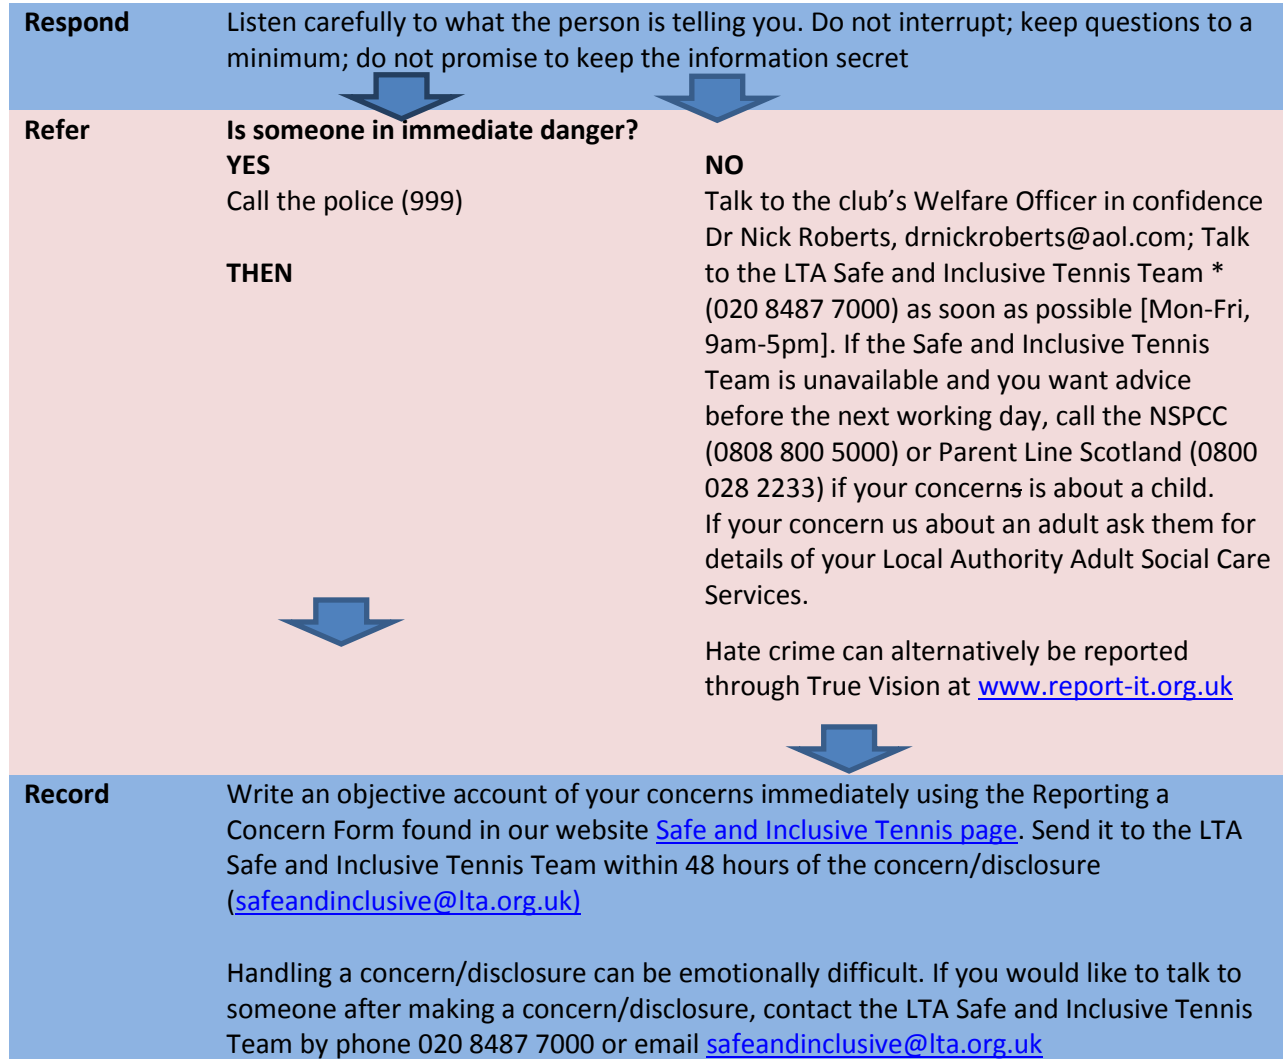 Respond
Listen carefully to what the person is telling you. Do not interrupt; keep questions to a
minimum; do not promise to keep the information secret
Refer
Is someone in immediate danger?
YES
Call the police (999)
THEN
NO
Talk to the club’s Welfare Officer in confidence
Dr Nick Roberts, drnickroberts@aol.com; Talk
to the LTA Safe and Inclusive Tennis Team *
(020 8487 7000) as soon as possible [Mon-Fri,
9am-5pm]. If the Safe and Inclusive Tennis
Team is unavailable and you want advice
before the next working day, call the NSPCC
(0808 800 5000) or Parent Line Scotland (0800
028 2233) if your concerns is about a child.
If your concern us about an adult ask them for
details of your Local Authority Adult Social Care
Services.
Hate crime can alternatively be reported
through True Vision at www.report-it.org.uk
Record
Write an objective account of your concerns immediately using the Reporting a
Concern Form found in our website Safe and Inclusive Tennis page. Send it to the LTA
Safe and Inclusive Tennis Team within 48 hours of the concern/disclosure
(safeandinclusive@lta.org.uk)
Handling a concern/disclosure can be emotionally difficult. If you would like to talk to
someone after making a concern/disclosure, contact the LTA Safe and Inclusive Tennis
Team by phone 020 8487 7000 or email safeandinclusive@lta.org.uk